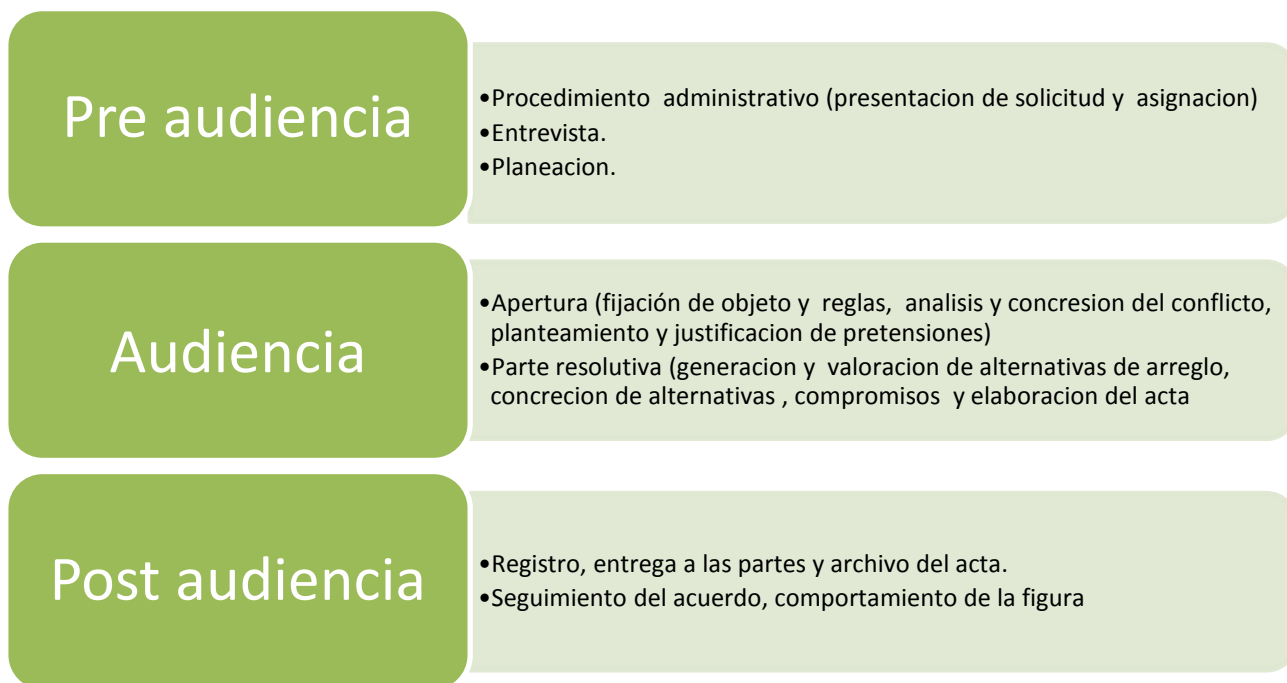 Pre audiencia
•Procedimiento administrativo (presentacion de solicitud y asignacion)
•Entrevista.
•Planeacion.
Audiencia
•Apertura (fijación de objeto y reglas, analisis y concresion del conflicto,
planteamiento y justificacion de pretensiones)
•Parte resolutiva (generacion y valoracion de alternativas de arreglo,
concrecion de alternativas , compromisos y elaboracion del acta
Post audiencia
•Registro, entrega a las partes y archivo del acta.
•Seguimiento del acuerdo, comportamiento de la figura